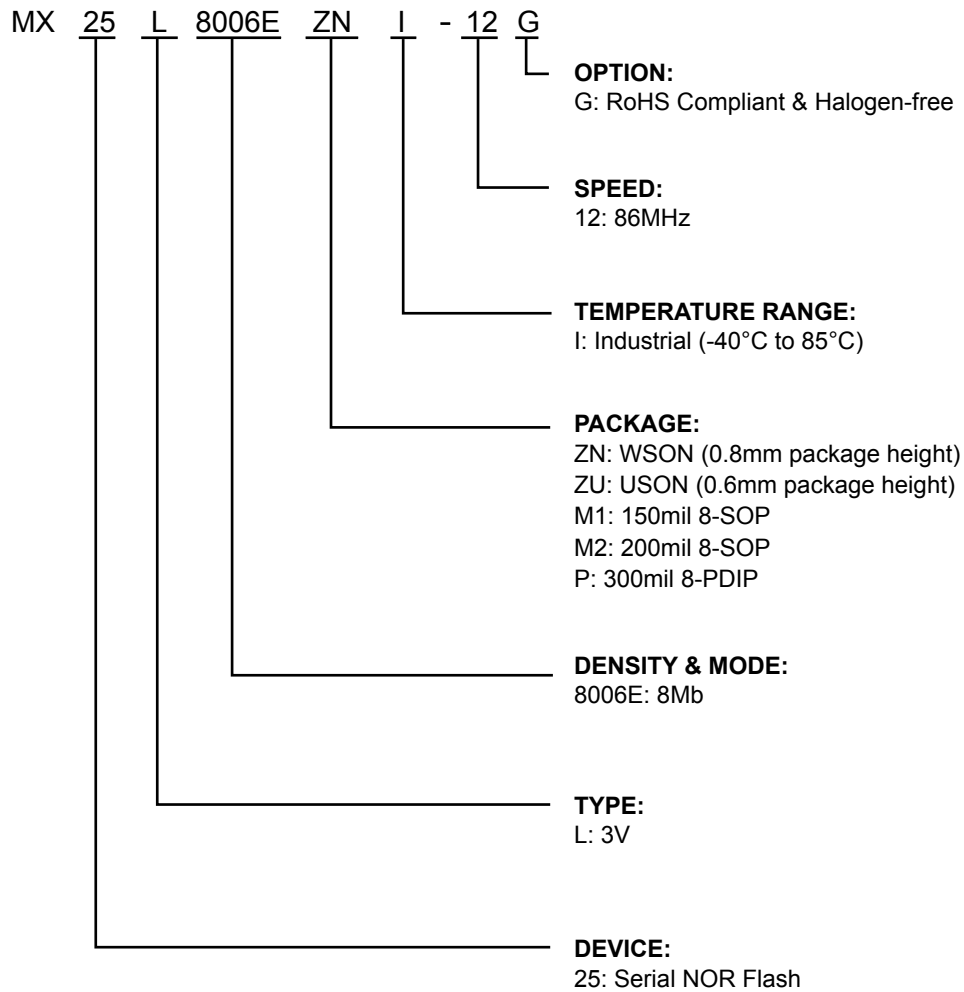 MX 25 L 8006E ZN I - 12 G
OPTION:
G: RoHS Compliant & Halogen-free
SPEED:
12: 86MHz
TEMPERATURE RANGE:
I: Industrial (-40°C to 85°C)
PACKAGE:
ZN: WSON (0.8mm package height)
ZU: USON (0.6mm package height)
M1: 150mil 8-SOP
M2: 200mil 8-SOP
P: 300mil 8-PDIP
DENSITY & MODE:
8006E: 8Mb
TYPE:
L: 3V
DEVICE:
25: Serial NOR Flash